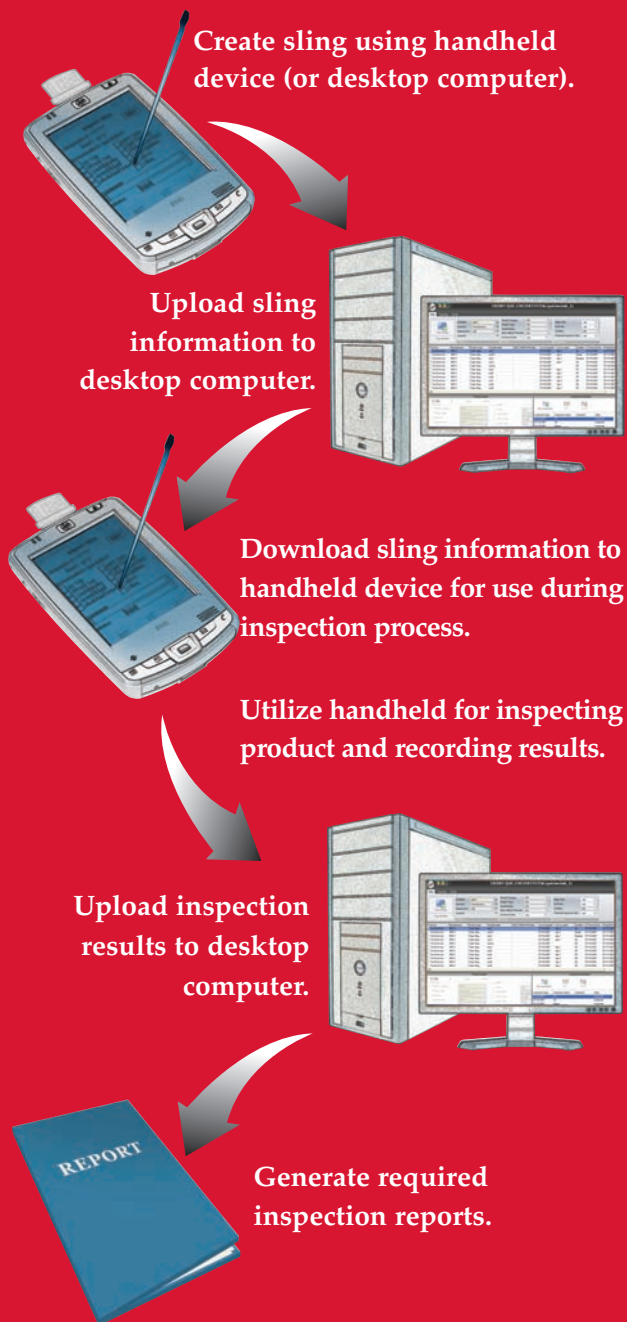 Create sling using handheld
device (or desktop computer).
Upload sling
information to
desktop computer.
Download sling information to
handheld device for use during
inspection process.
Utilize handheld for inspecting
product and recording results.
Upload inspection
results to desktop
computer.
REPORT
Generate required
inspection reports.